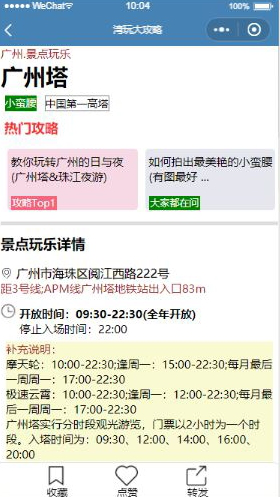 WeChat
10:04
100%
湾玩大攻略
广州.景点玩乐
广州塔
小蛮腰 中国第一高塔
热门攻略
教你玩转广州的日与夜
(广州塔&珠江夜游)
攻略Top1
如何拍出最美艳的小蛮腰
(有图最好 ...
大家都在问
景点玩乐详情
广州市海珠区阅江西路222号
距3号线;APM线广州塔地铁站出入口83m
开放时间：09:30-22:30(全年开放)
停止入场时间：22:00
补充说明：
摩天轮：10:00-22:30;逢周一：15:00-22:30;每月最后
一周周一：17:00-22:30
极速云霄：10:00-22:30;逢周一：12:00-22:30;每月最
后一周周一：17:00-22:30
广州塔实行分时段观光游览，门票以2小时为一个时
段。入塔时间为：09:30、12:00、14:00、16:00、
20:00
收藏 点赞 转发